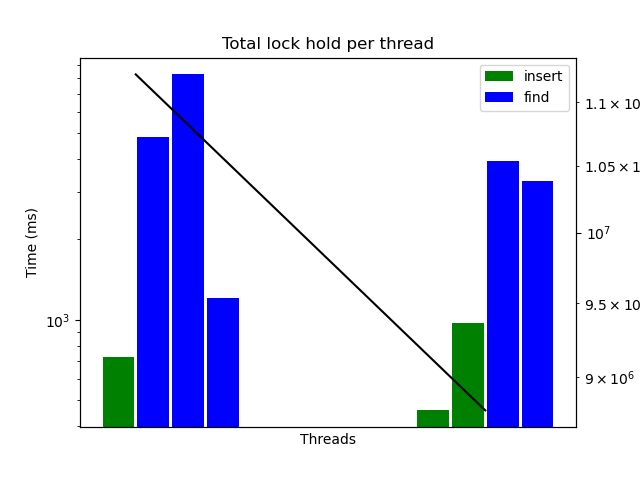 Total lock hold per thread
insert
find
Time (ms)
10³
1.1 × 10
1.05 × 1
10⁷
9.5 × 10
9 × 10⁶
Threads